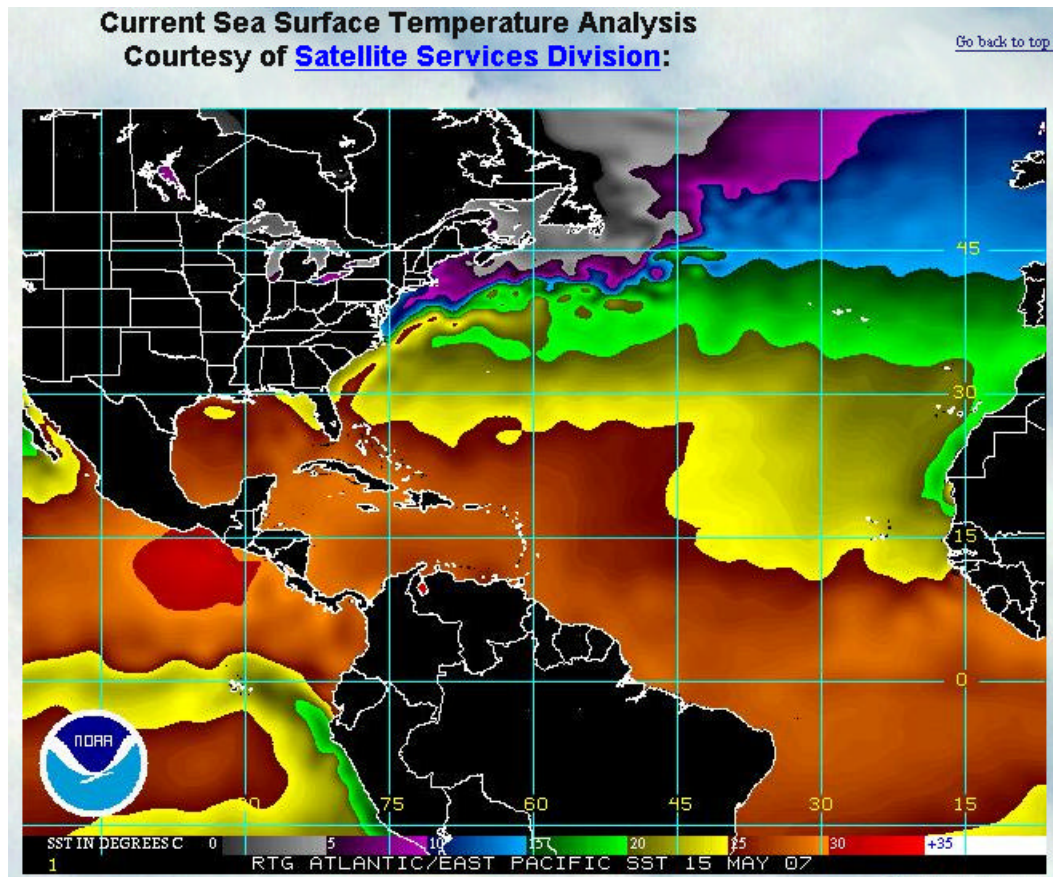 Current Sea Surface Temperature Analysis
Courtesy of Satellite Services Division:
Go back to top
45
30
15
0
NOAA
75 60 45 30 15
SST IN DEGREES C 0 5 10 15 20 25 30 +35
1 RTG ATLANTIC/EAST PACIFIC SST 15 MAY 07